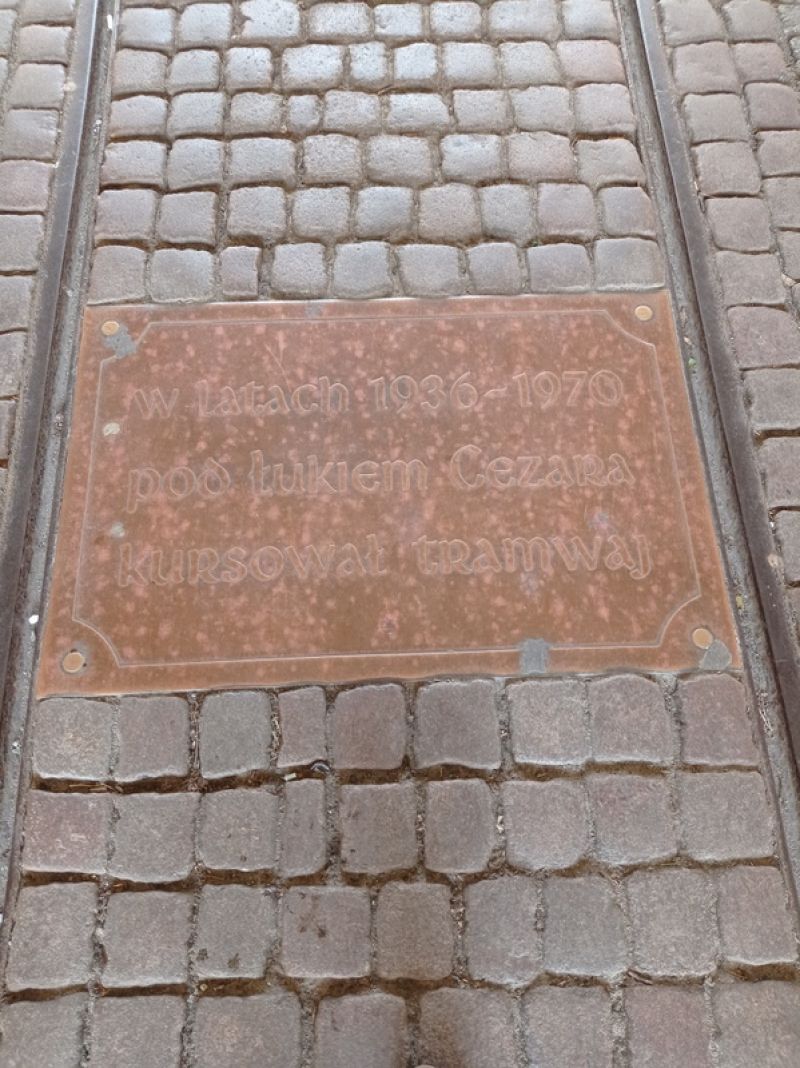 w latach 1936-1970
pod łukiem Cezara
kursował tramwaj